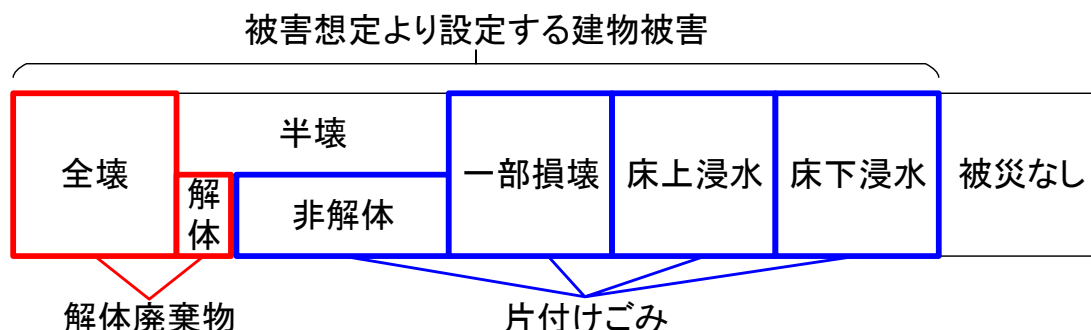 被害想定より設定する建物被害
全壊
半壊
解体
非解体
一部損壊
床上浸水
床下浸水
被災なし
解体廃棄物
片付けごみ